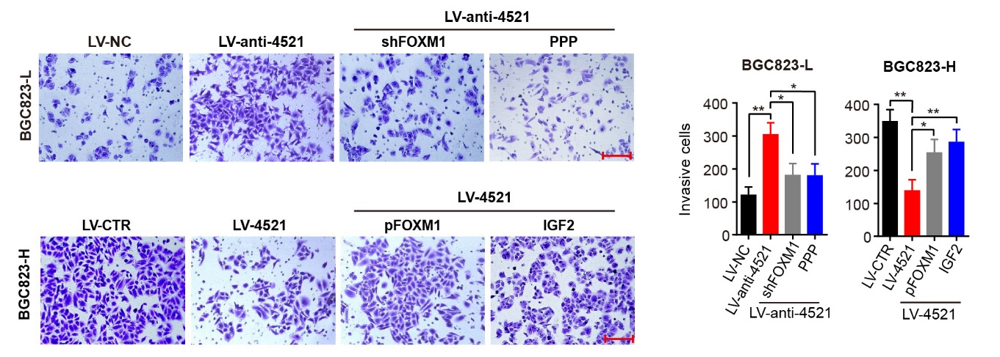 LV-anti-4521
LV-NC LV-anti-4521 shFOXM1 PPP
BGC823-L
LV-4521
LV-CTR LV-4521 pFOXM1 IGF2
BGC823-H
BGC823-L
Invasive cells
400
300
200
100
0
** * *
LV-NC
LV-anti-4521
shFOXM1
PPP
LV-anti-4521
BGC823-H
400
300
200
100
0
** * **
LV-CTR
LV-4521
pFOXM1
IGF2
LV-4521